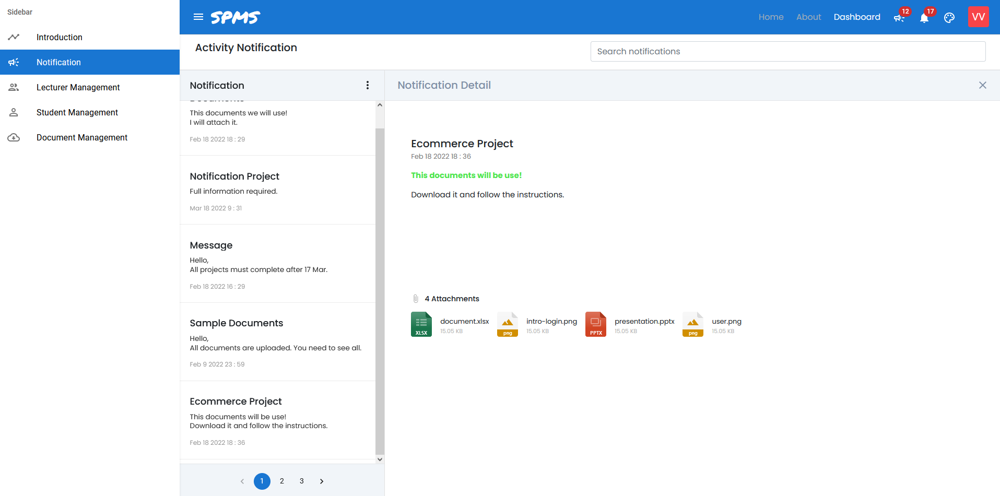 Sidebar
Introduction
Notification
Lecturer Management
Student Management
Document Management
SPMS
Home About Dashboard 12 17 VV
Activity Notification
Search notifications
Notification
Documents
This documents we will use!
I will attach it.
Feb 18 2022 18 : 29
Notification Project
Full information required.
Mar 18 2022 9 : 31
Message
Hello,
All projects must complete after 17 Mar.
Feb 18 2022 16 : 29
Sample Documents
Hello,
All documents are uploaded. You need to see all.
Feb 9 2022 23 : 59
Ecommerce Project
This documents will be use!
Download it and follow the instructions.
Feb 18 2022 18 : 36
1 2 3
Notification Detail
Ecommerce Project
Feb 18 2022 18 : 36
This documents will be use!
Download it and follow the instructions.
4 Attachments
XLSX
document.xlsx
15.05 KB
png
intro-login.png
15.05 KB
PPTX
presentation.pptx
15.05 KB
png
user.png
15.05 KB